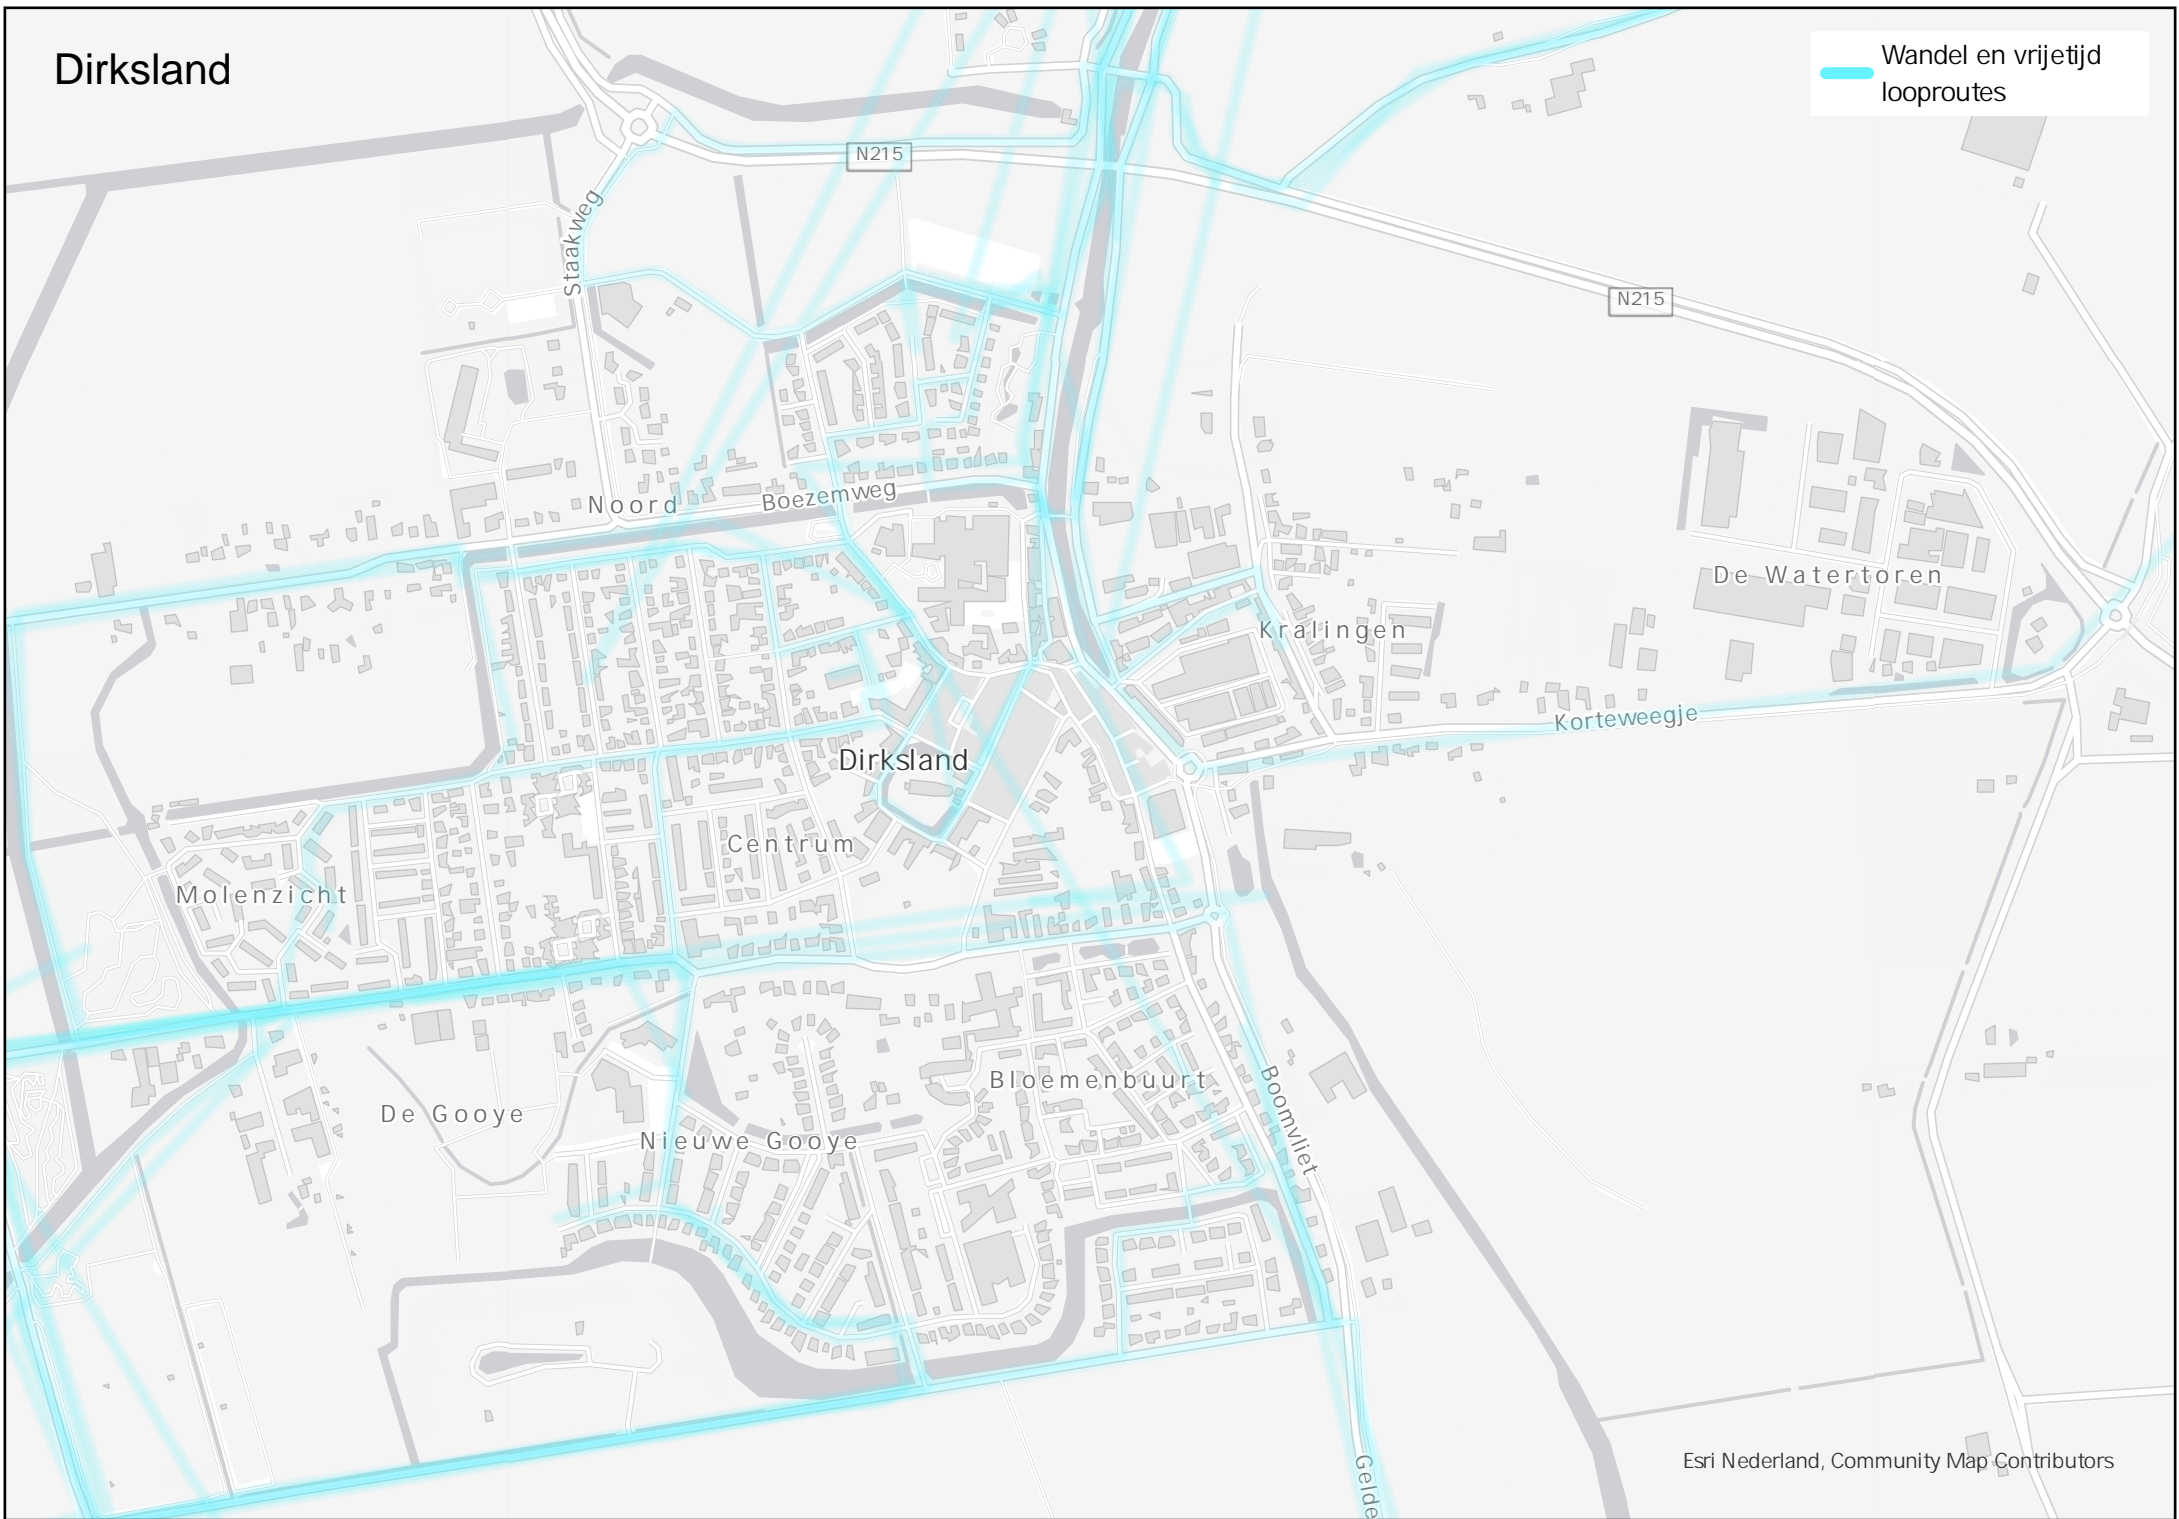 Dirksland
Wandel en vrijetijd
looproutes
N215
Staakweg
N215
Noord
Boezemweg
De Watertoren
Kralingen
Korteweegje
Dirksland
Centrum
Molenzicht
Bloemenbuurt
Boomvliet
De Gooye
Nieuwe Gooye
Esri Nederland, Community Map Contributors
Gelde